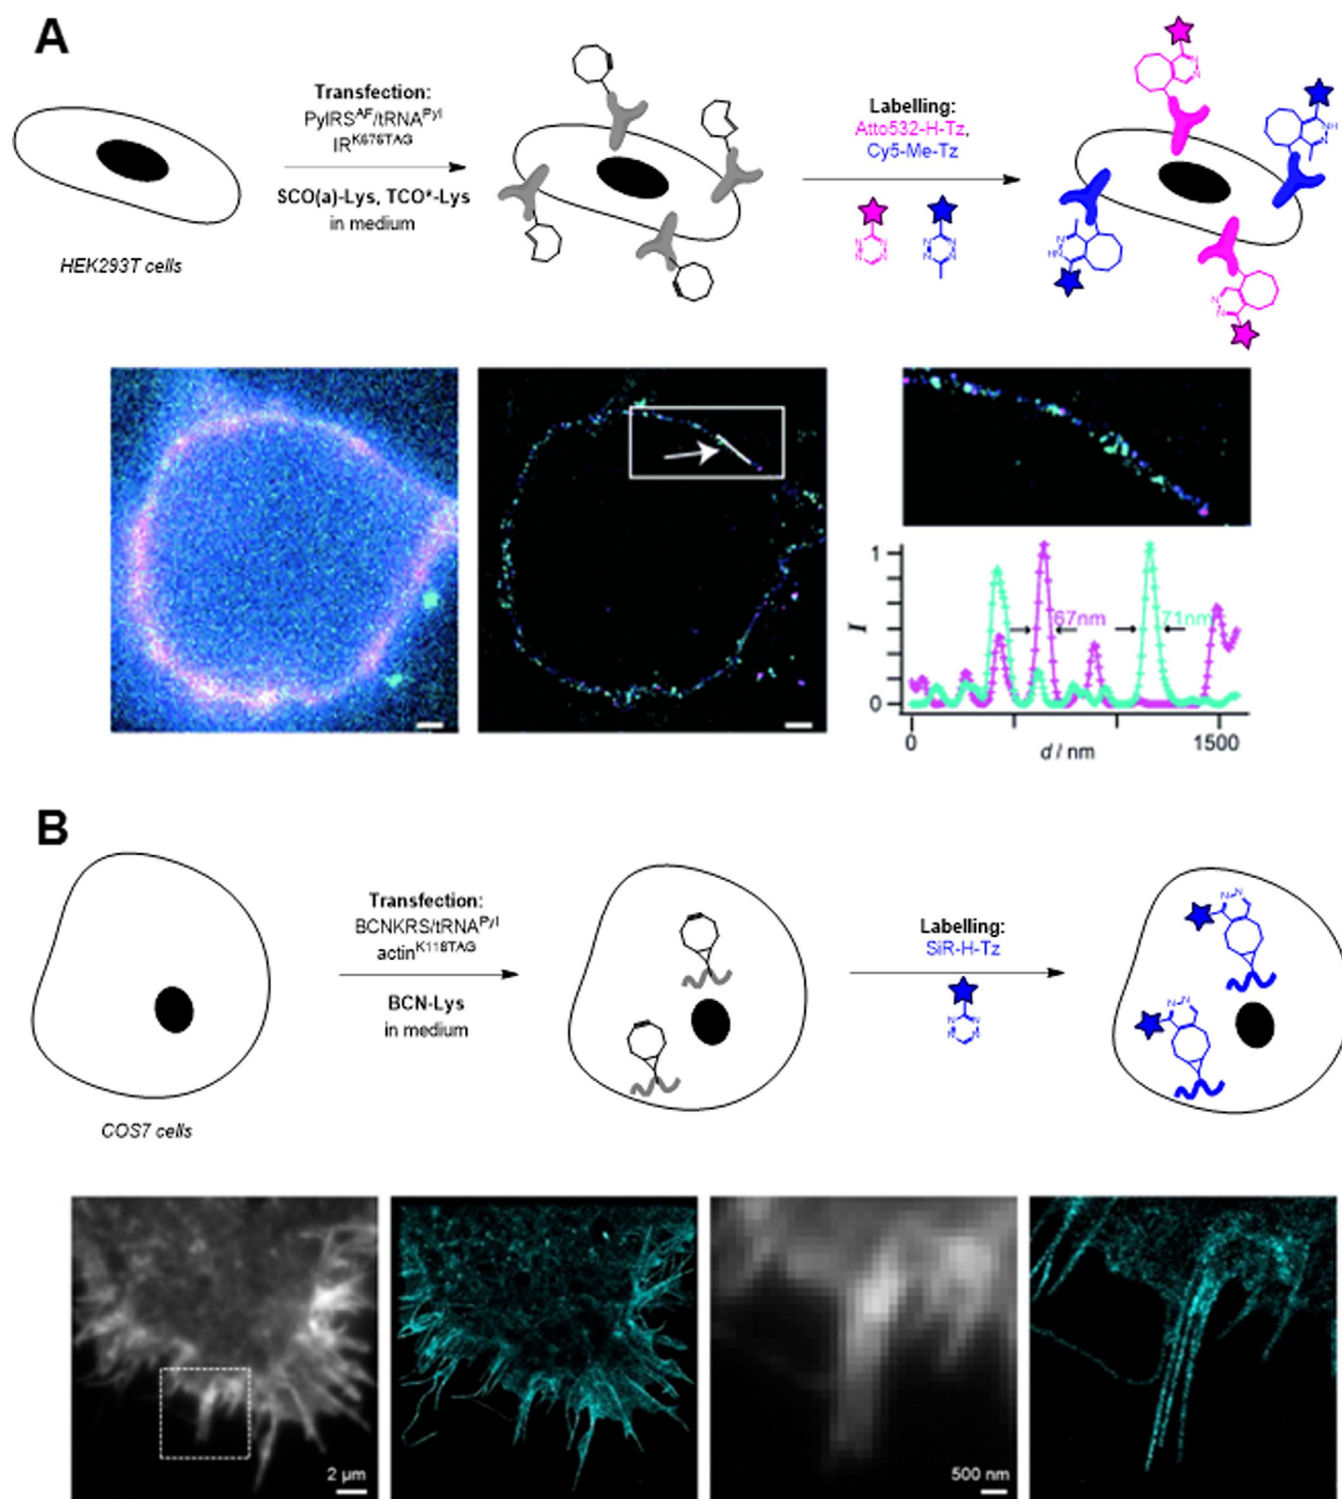 A
Transfection:
PylRS^AF/tRNA^Pyl
IR^K676TAG
SCO(a)-Lys, TCO*-Lys
in medium
HEK293T cells
Labelling:
Atto532-H-Tz,
Cy5-Me-Tz
1
I
0
67nm
71nm
0
1500
d / nm
B
Transfection:
BCNKRS/tRNA^Pyl
actin^K118TAG
BCN-Lys
in medium
COS7 cells
Labelling:
SiR-H-Tz
2 μm
500 nm